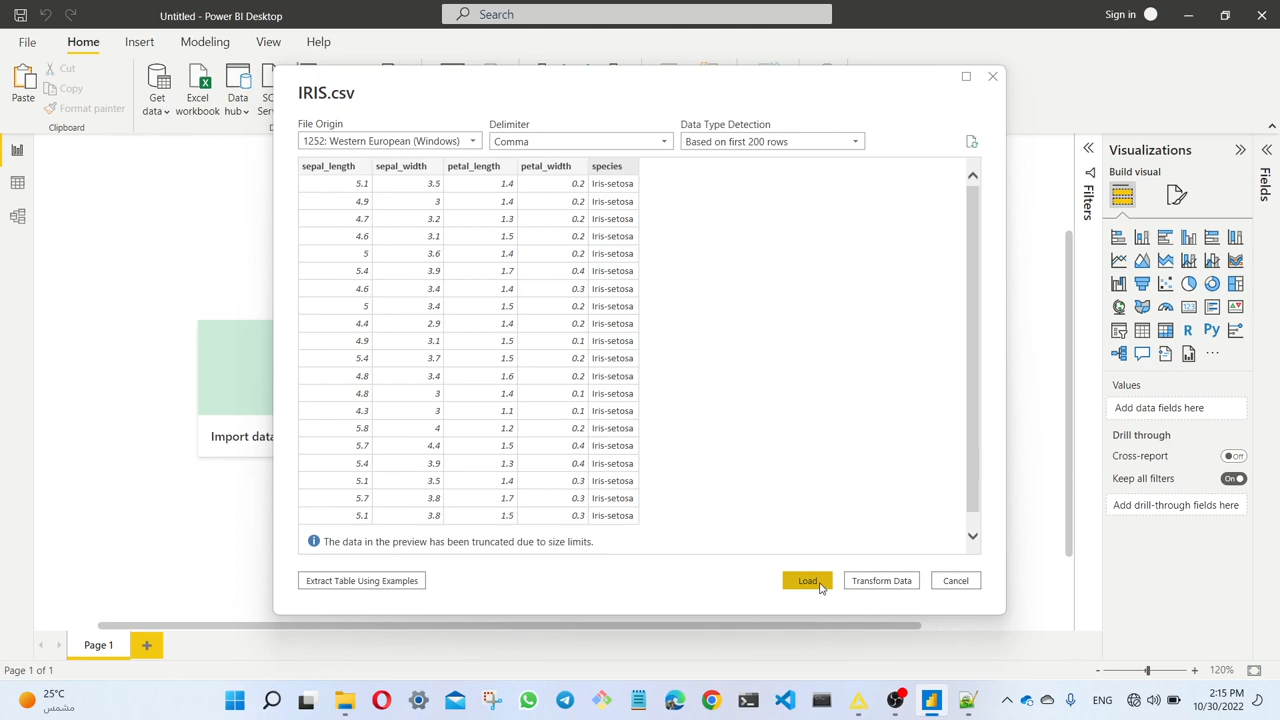 Untitled - Power BI Desktop
Search
Sign in
File
Home
Insert
Modeling
View
Help
Paste
Cut
Copy
Format painter
Clipboard
Get data
Excel workbook
Data hub
IRIS.csv
File Origin
Delimiter
Data Type Detection
1252: Western European (Windows)
Comma
Based on first 200 rows
sepal_length sepal_width petal_length petal_width species
5.1 3.5 1.4 0.2 Iris-setosa
4.9 3 1.4 0.2 Iris-setosa
4.7 3.2 1.3 0.2 Iris-setosa
4.6 3.1 1.5 0.2 Iris-setosa
5 3.6 1.4 0.2 Iris-setosa
5.4 3.9 1.7 0.4 Iris-setosa
4.6 3.4 1.4 0.3 Iris-setosa
5 3.4 1.5 0.2 Iris-setosa
4.4 2.9 1.4 0.2 Iris-setosa
4.9 3.1 1.5 0.1 Iris-setosa
5.4 3.7 1.5 0.2 Iris-setosa
4.8 3.4 1.6 0.2 Iris-setosa
4.8 3 1.4 0.1 Iris-setosa
4.3 3 1.1 0.1 Iris-setosa
5.8 4 1.2 0.2 Iris-setosa
5.7 4.4 1.5 0.4 Iris-setosa
5.4 3.9 1.3 0.4 Iris-setosa
5.1 3.5 1.4 0.3 Iris-setosa
5.7 3.8 1.7 0.3 Iris-setosa
5.1 3.8 1.5 0.3 Iris-setosa
The data in the preview has been truncated due to size limits.
Extract Table Using Examples
Load
Transform Data
Cancel
Import data
Filters
Visualizations
Build visual
R
Py
Values
Add data fields here
Drill through
Cross-report
Off
Keep all filters
On
Add drill-through fields here
Fields
Page 1
Page 1 of 1
120%
25°C
مشمس
ENG
2:15 PM
10/30/2022